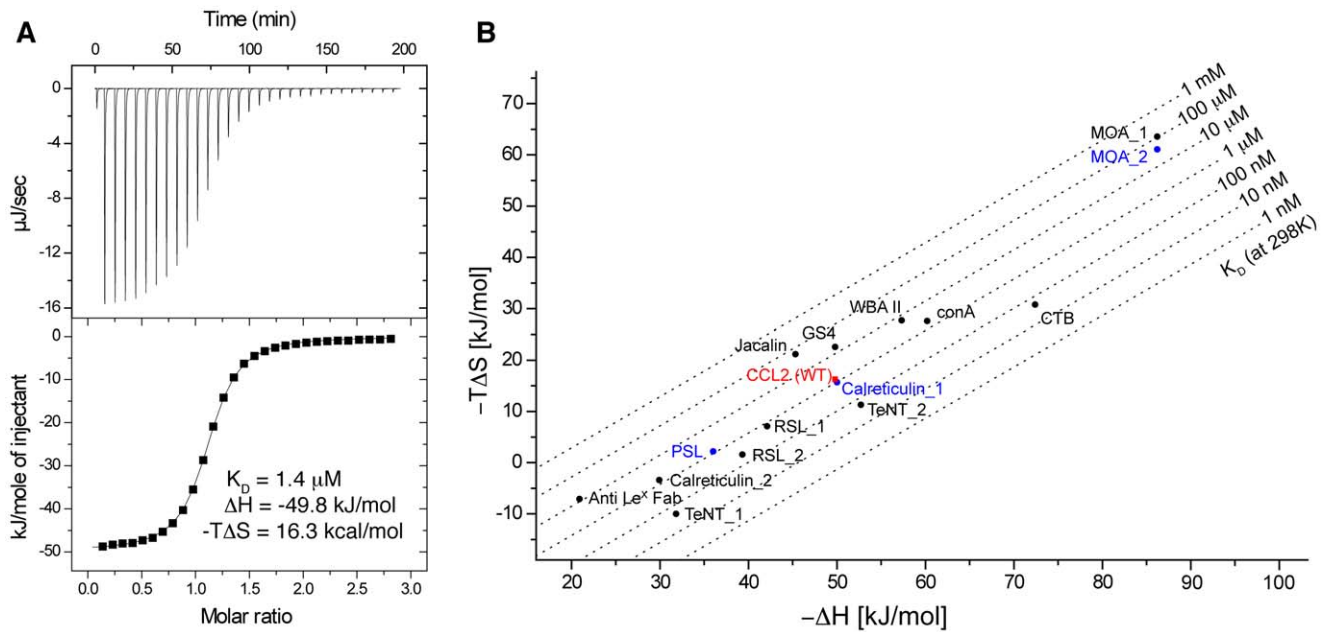 A
Time (min)
0 50 100 150 200
0
-4
-8
-12
-16
μJ/sec
0
-10
-20
-30
-40
-50
kJ/mole of injectant
K_D = 1.4 μM
ΔH = -49.8 kJ/mol
-TΔS = 16.3 kcal/mol
0.0 0.5 1.0 1.5 2.0 2.5 3.0
Molar ratio
B
70
60
50
40
30
20
10
0
-10
−TΔS [kJ/mol]
1 mM
100 μM
10 μM
1 μM
100 nM
10 nM
1 nM
K_D (at 298K)
MOA_1
MOA_2
WBA II
conA
CTB
Jacalin
GS4
CCL2 (WT)
Calreticulin_1
TeNT_2
RSL_1
PSL
RSL_2
Calreticulin_2
Anti Le^x Fab
TeNT_1
20 30 40 50 60 70 80 90 100
−ΔH [kJ/mol]